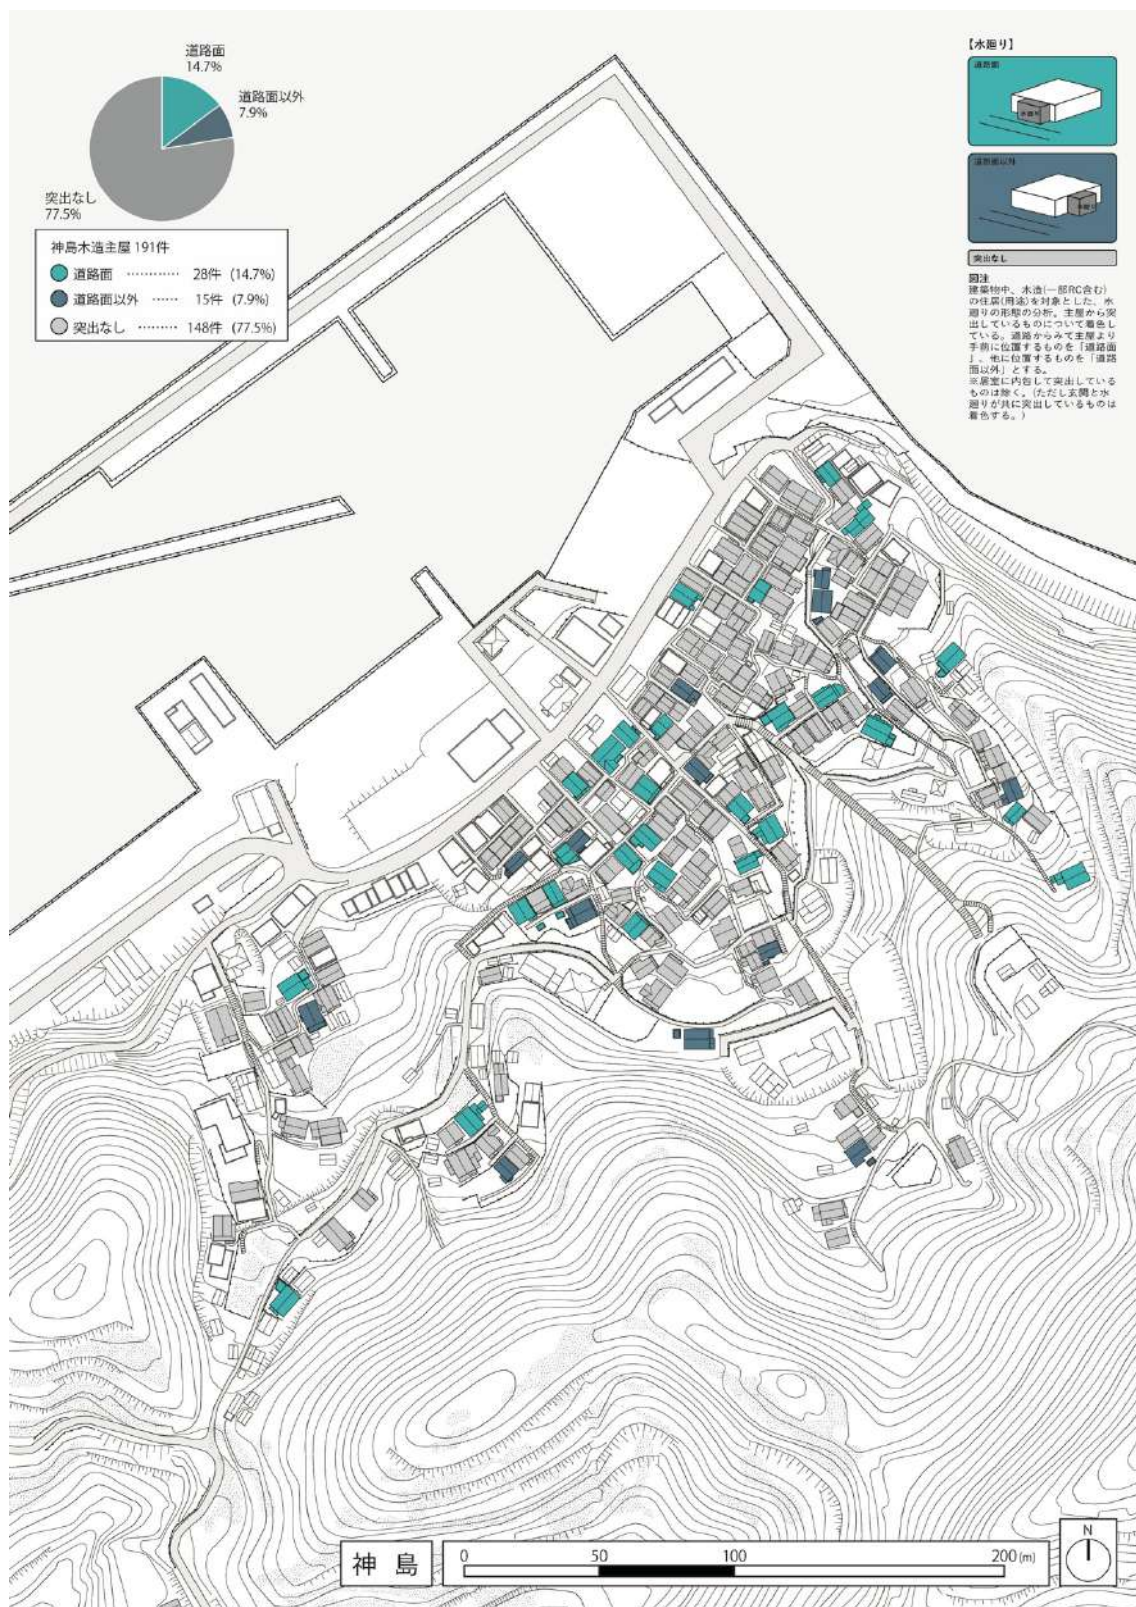 道路面
14.7%
道路面以外
7.9%
突出なし
77.5%
神島木造主屋 191件
道路面 ………… 28件 (14.7%)
道路面以外 …… 15件 (7.9%)
突出なし ……… 148件 (77.5%)
【水廻り】
道路面
水廻り
道路面以外
水廻り
突出なし
図注
建築物中、木造(一部RC含む)
の住居(用途)を対象とした、水
廻りの形態の分析。主屋から突
出しているものについて着色し
ている。道路からみて主屋より
手前に位置するものを「道路面
」、他に位置するものを「道路
面以外」とする。
※居室に内包して突出している
ものは除く。(ただし玄関と水
廻りが共に突出しているものは
着色する。)
神 島
0 50 100 200 (m)
N